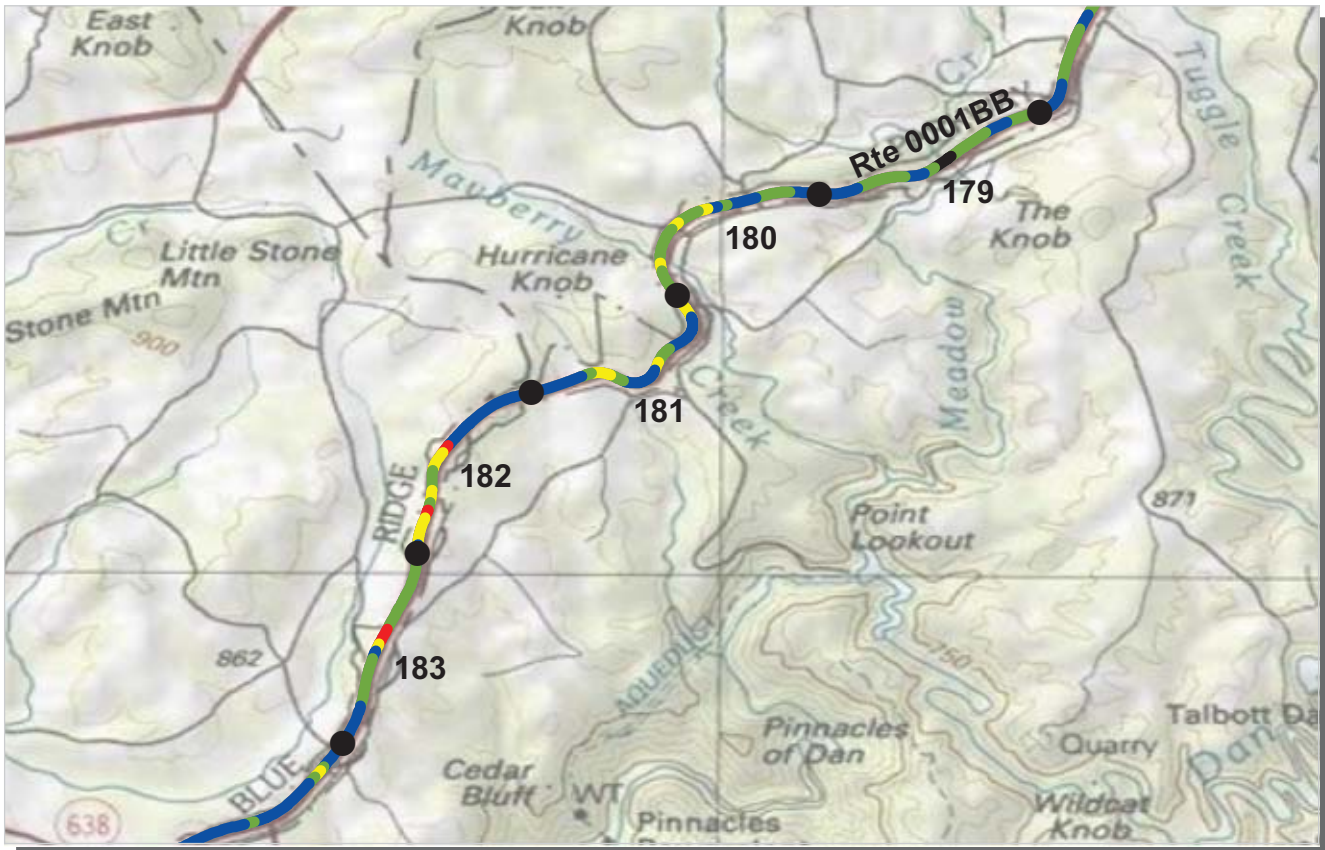 East
Knob
Knob
Cr
Tuggle Creek
Rte 0001BB
Mayberry
179
The
Knob
Cr
180
Little Stone
Mtn
Hurricane
Knob
Stone Mtn
900
Meadow
Creek
181
182
RIDGE
871
Point
Lookout
862
183
750
AQUEDUCT
Talbott Da
Pinnacles
of Dan
Quarry
Dan
Cedar
Bluff
WT
BLUE
Wildcat
Knob
638
Pinnacles